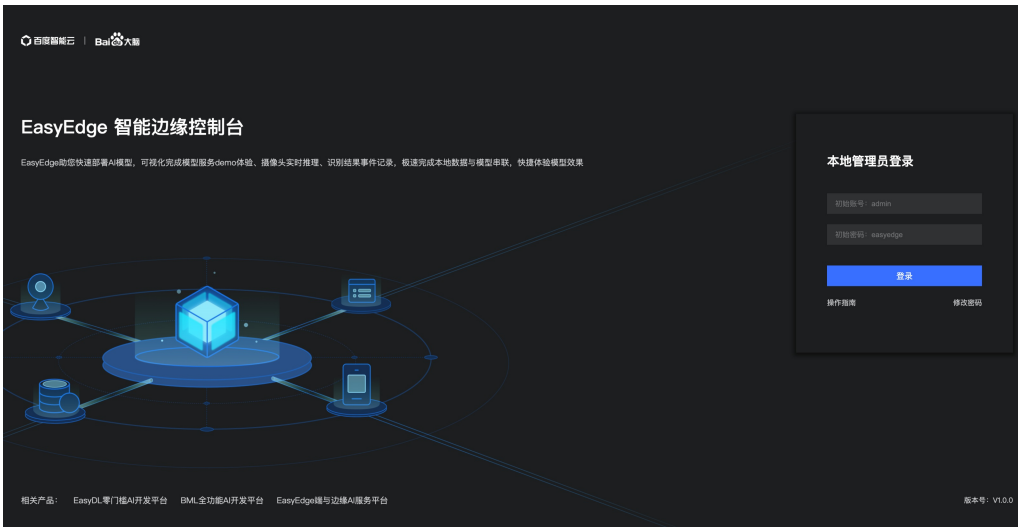 百度智能云 | Bai大脑
EasyEdge 智能边缘控制台
EasyEdge助您快速部署AI模型，可视化完成模型服务demo体验、摄像头实时推理、识别结果事件记录，极速完成本地数据与模型串联，快捷体验模型效果
本地管理员登录
初始账号：admin
初始密码：easyedge
登录
操作指南 修改密码
相关产品： EasyDL零门槛AI开发平台 BML全功能AI开发平台 EasyEdge端与边缘AI服务平台
版本号：V1.0.0